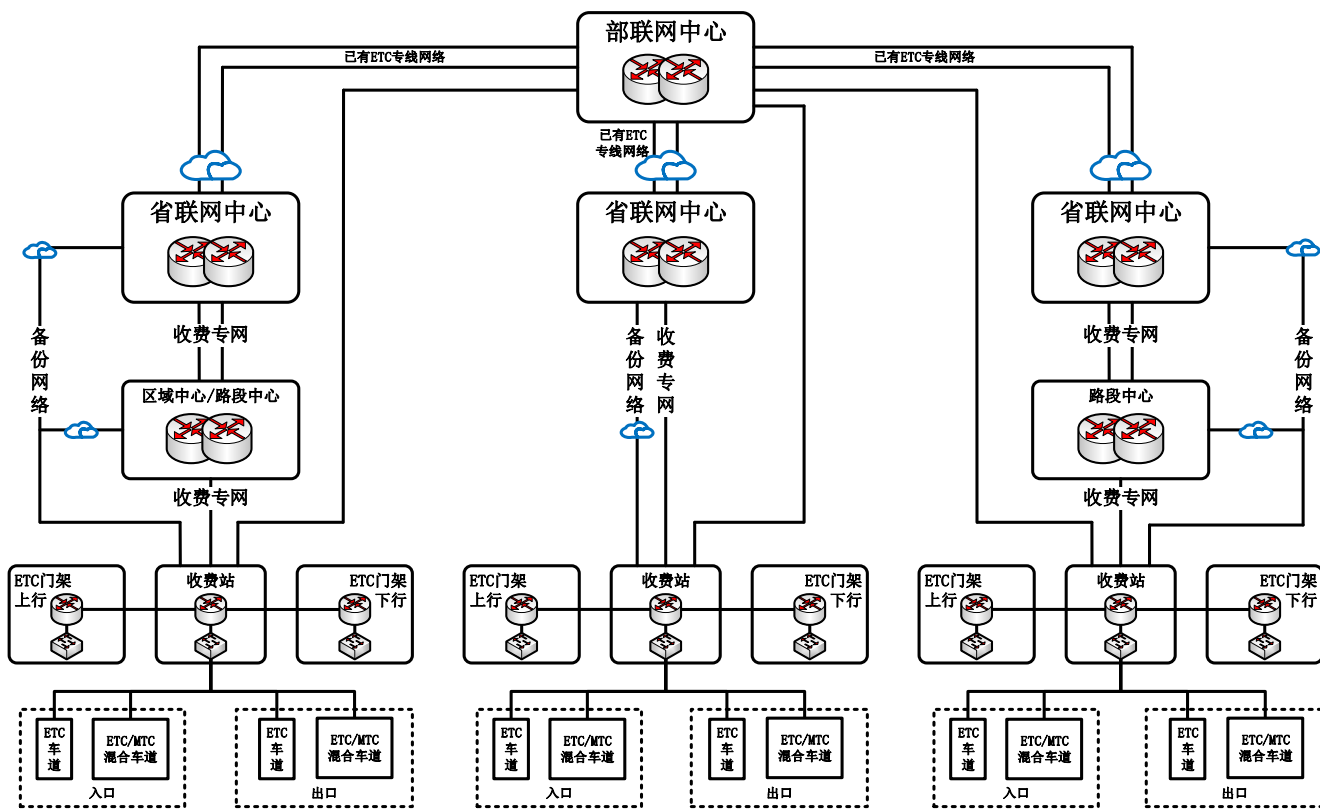 部联网中心
已有ETC专线网络
已有ETC专线网络
已有ETC
专线网络
省联网中心
省联网中心
省联网中心
备份网络
收费专网
备份网络
收费专网
收费专网
备份网络
区域中心/路段中心
路段中心
收费专网
收费专网
ETC门架
上行
收费站
ETC门架
下行
ETC门架
上行
收费站
ETC门架
下行
ETC门架
上行
收费站
ETC门架
下行
ETC
车
道
ETC/MTC
混合车道
入口
ETC
车
道
ETC/MTC
混合车道
出口
ETC
车
道
ETC/MTC
混合车道
入口
ETC
车
道
ETC/MTC
混合车道
出口
ETC
车
道
ETC/MTC
混合车道
入口
ETC
车
道
ETC/MTC
混合车道
出口